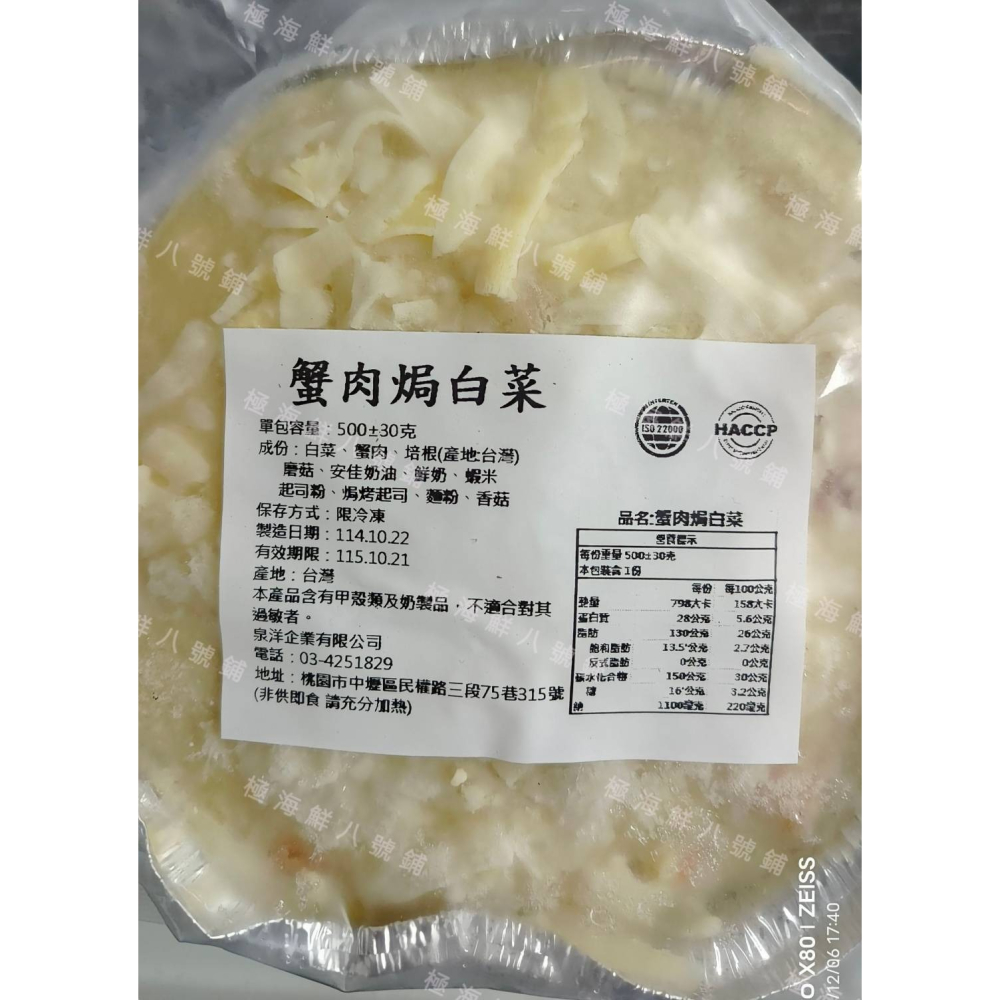 蟹肉焗白菜
單包容量：500±30克
成份：白菜、蟹肉、培根(產地:台灣)
磨菇、安佳奶油、鮮奶、蝦米
起司粉、焗烤起司、麵粉、香菇
保存方式：限冷凍
製造日期：114.10.22
有效期限：115.10.21
產地：台灣
本產品含有甲殼類及奶製品，不適合對其
過敏者。
泉洋企業有限公司
電話：03-4251829
地址：桃園市中壢區民權路三段75巷315號
(非供即食 請充分加熱)
ISO 22000
HACCP
品名:蟹肉焗白菜
營養標示
每份重量 500±30克
本包裝含 1份
每份 每100公克
熱量 798大卡 158大卡
蛋白質 28公克 5.6公克
脂肪 130公克 26公克
飽和脂肪 13.5公克 2.7公克
反式脂肪 0公克 0公克
碳水化合物 150公克 30公克
糖 16公克 3.2公克
鈉 1100毫克 220毫克
極海鮮八號鋪
O X80 | ZEISS
/12/06 17:40